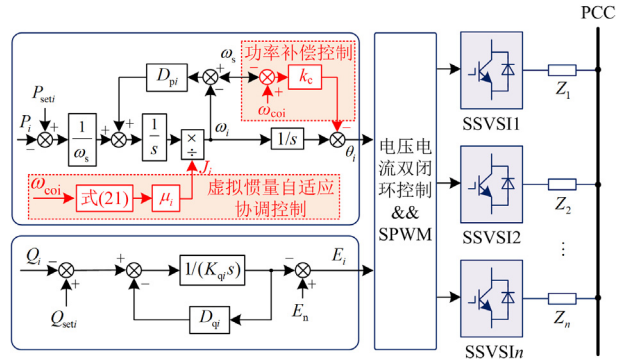 PCC
功率补偿控制
ω_s
k_c
ω_coi
D_pi
P_seti
P_i
1/ω_s
1/s
×
÷
ω_i
1/s
θ_i
J_i
ω_coi
式(21)
μ_i
虚拟惯量自适应
协调控制
Q_i
Q_seti
1/(K_qi s)
D_qi
E_i
E_n
电压电
流双闭
环控制
&&
SPWM
SSVSI1
Z_1
SSVSI2
Z_2
⋮
SSVSIn
Z_n